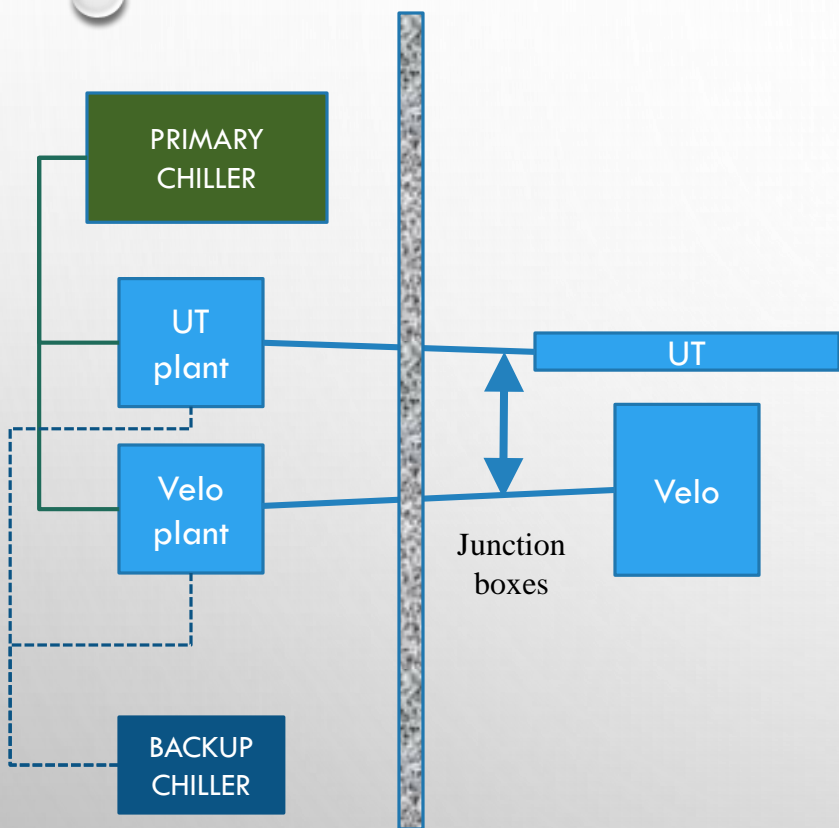 PRIMARY
CHILLER
UT
plant
UT
Velo
plant
Velo
Junction
boxes
BACKUP
CHILLER